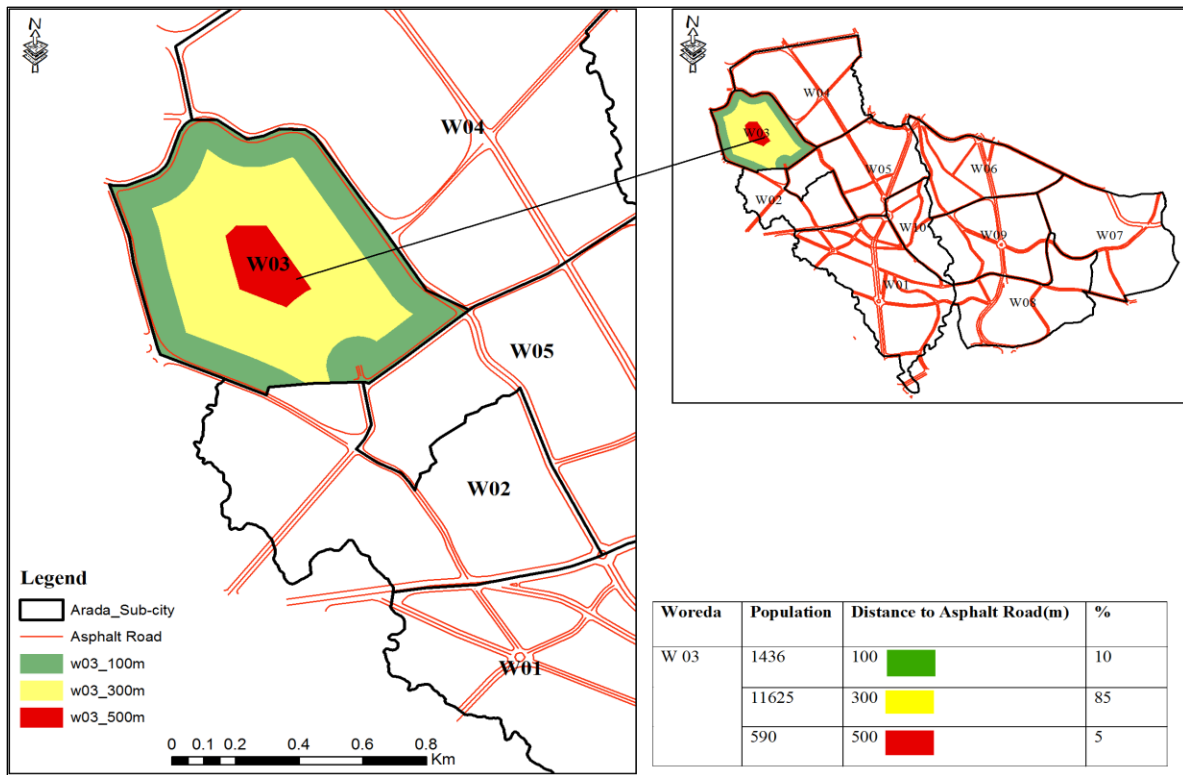 N
W04
W03
W05
W02
W01
Legend
Arada_Sub-city
Asphalt Road
w03_100m
w03_300m
w03_500m
0 0.1 0.2 0.4 0.6 0.8
Km
N
W04
W03
W05
W06
W02
W10
W09
W07
W01
W08
Woreda Population Distance to Asphalt Road(m) %
W 03 1436 100 10
11625 300 85
590 500 5